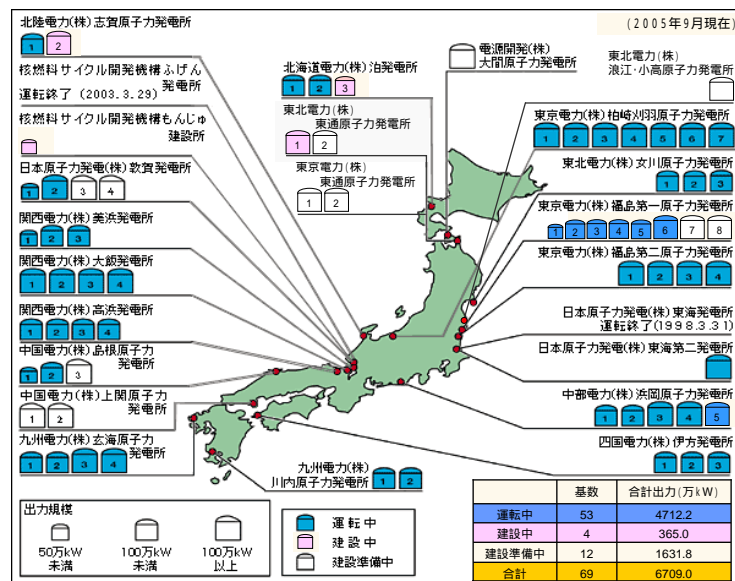 (2005年9月現在)
北陸電力(株) 志賀原子力発電所
1 2
核燃料サイクル開発機構ふげん
発電所
運転終了 (2003.3.29)
核燃料サイクル開発機構もんじゅ
建設所
日本原子力発電(株) 敦賀発電所
1 2 3 4
関西電力(株) 美浜発電所
1 2 3
関西電力(株) 大飯発電所
1 2 3 4
関西電力(株) 高浜発電所
1 2 3 4
中国電力(株) 島根原子力
発電所
1 2 3
中国電力(株) 上関原子力
発電所
1 2
九州電力(株) 玄海原子力
発電所
1 2 3 4
北海道電力(株) 泊発電所
1 2 3
東北電力(株)
東通原子力発電所
1 2
東京電力(株)
東通原子力発電所
1 2
電源開発(株)
大間原子力発電所
東北電力(株)
浪江・小高原子力発電所
東京電力(株) 柏崎刈羽原子力発電所
1 2 3 4 5 6 7
東北電力(株) 女川原子力発電所
1 2 3
東京電力(株) 福島第一原子力発電所
1 2 3 4 5 6 7 8
東京電力(株) 福島第二原子力発電所
1 2 3 4
日本原子力発電(株) 東海発電所
運転終了(1998.3.31)
日本原子力発電(株) 東海第二発電所
中部電力(株) 浜岡原子力発電所
1 2 3 4 5
四国電力(株) 伊方発電所
1 2 3
九州電力(株)
川内原子力発電所
1 2
出力規模
50万kW
未満
100万kW
未満
100万kW
以上
運転中
建設中
建設準備中
基数 合計出力(万kW)
運転中 53 4712.2
建設中 4 365.0
建設準備中 12 1631.8
合計 69 6709.0